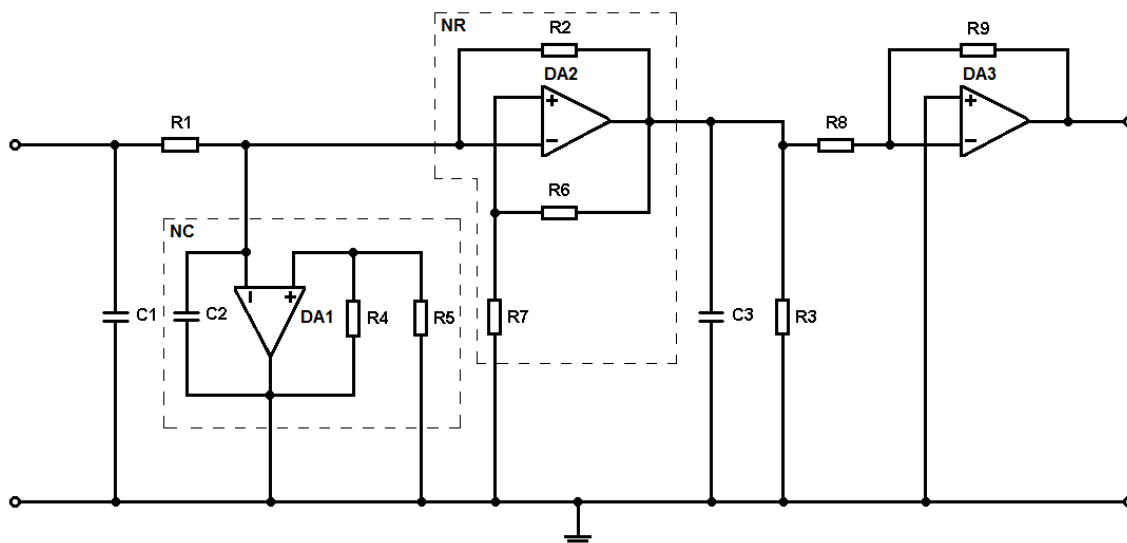 NR
R2
R9
DA2
DA3
+
+
R1
R8
−
−
R6
NC
− +
C1
C2
DA1
R4
R5
R7
C3
R3